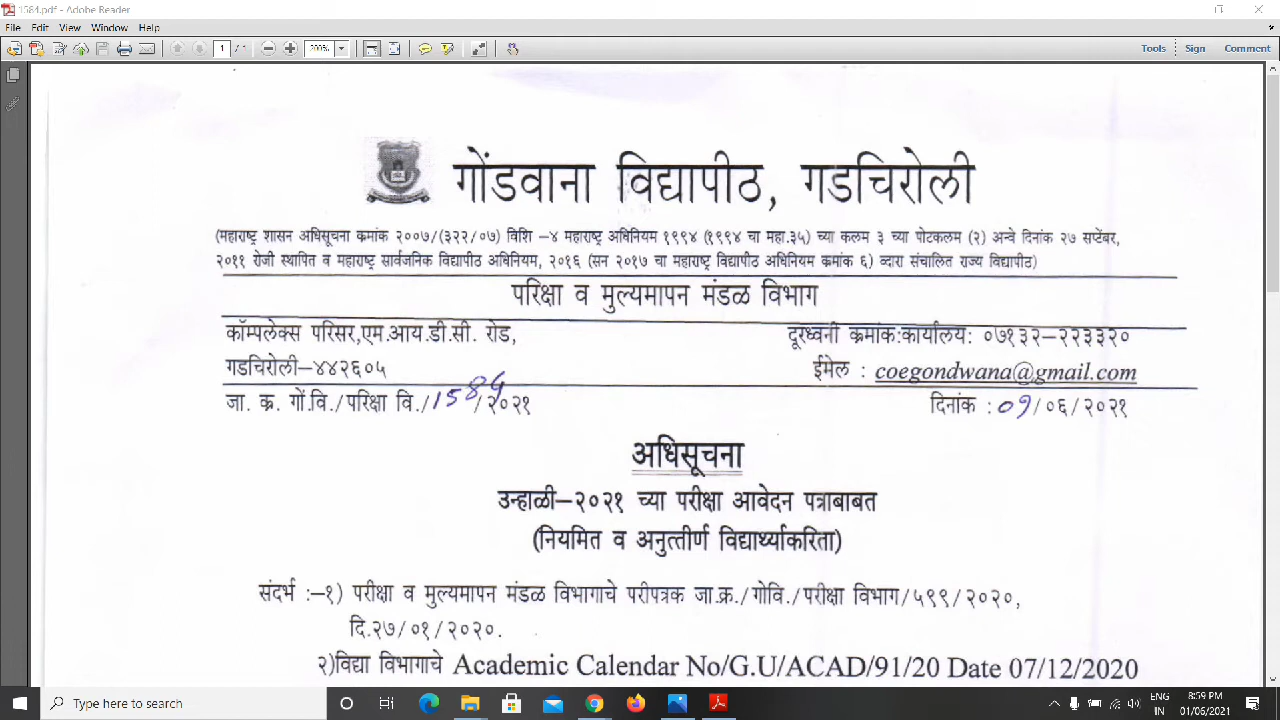 1584.pdf - Adobe Reader
File Edit View Window Help
1 / 200% Tools Sign Comment
गोंडवाना विद्यापीठ, गडचिरोली
(महाराष्ट्र शासन अधिसूचना क्रमांक २००७/(३२२/०७) विशि –४ महाराष्ट्र अधिनियम १९९४ (१९९४ चा महा.३५) च्या कलम ३ च्या पोटकलम (२) अन्वे दिनांक २७ सप्टेंबर,
२०११ रोजी स्थापित व महाराष्ट्र सार्वजनिक विद्यापीठ अधिनियम, २०१६ (सन २०१७ चा महाराष्ट्र विद्यापीठ अधिनियम क्रमांक ६) व्दारा संचालित राज्य विद्यापीठ)
परिक्षा व मुल्यमापन मंडळ विभाग
कॉम्पलेक्स परिसर,एम.आय.डी.सी. रोड, दूरध्वनी क्रमांक:कार्यालय: ०७१३२–२२३३२०
गडचिरोली–४४२६०५ ईमेल : coegondwana@gmail.com
जा. क्र. गों.वि./परिक्षा वि./1584/२०२१ दिनांक : ०१/०६/२०२१
अधिसूचना
उन्हाळी–२०२१ च्या परीक्षा आवेदन पत्राबाबत
(नियमित व अनुत्तीर्ण विद्यार्थ्याकरिता)
संदर्भ :–१) परीक्षा व मुल्यमापन मंडळ विभागाचे परीपत्रक जा.क्र./गोवि./परीक्षा विभाग/५९९/२०२०,
दि.२७/०१/२०२०.
२)विद्या विभागाचे Academic Calendar No/G.U/ACAD/91/20 Date 07/12/2020
Type here to search ENG 8:59 PM
IN 01/06/2021